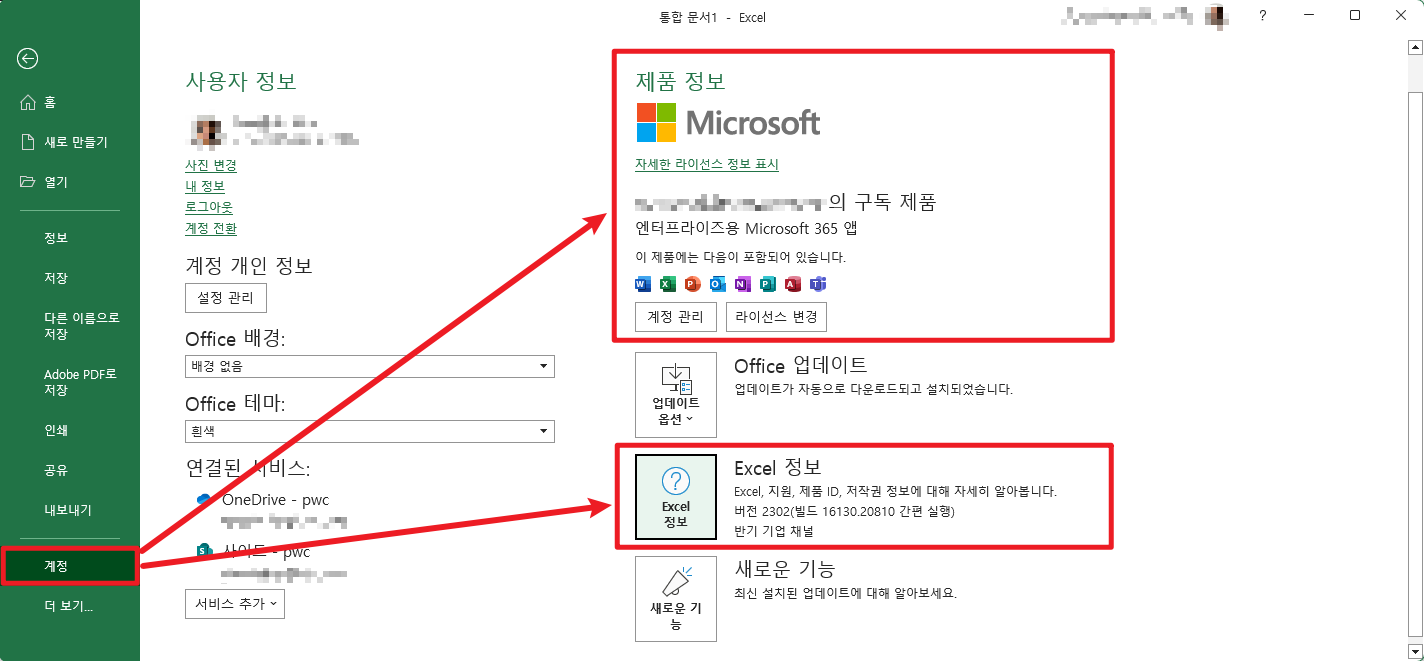 통합 문서1 - Excel
?
홈
새로 만들기
열기
정보
저장
다른 이름으로
저장
Adobe PDF로
저장
인쇄
공유
내보내기
계정
더 보기...
사용자 정보
사진 변경
내 정보
로그아웃
계정 전환
계정 개인 정보
설정 관리
Office 배경:
배경 없음
Office 테마:
흰색
연결된 서비스:
OneDrive - pwc
S
사이트 - pwc
서비스 추가
제품 정보
Microsoft
자세한 라이선스 정보 표시
의 구독 제품
엔터프라이즈용 Microsoft 365 앱
이 제품에는 다음이 포함되어 있습니다.
W X P O N P A T
계정 관리 라이선스 변경
업데이트
옵션
Office 업데이트
업데이트가 자동으로 다운로드되고 설치되었습니다.
?
Excel
정보
Excel 정보
Excel, 지원, 제품 ID, 저작권 정보에 대해 자세히 알아봅니다.
버전 2302(빌드 16130.20810 간편 실행)
반기 기업 채널
새로운 기
능
새로운 기능
최신 설치된 업데이트에 대해 알아보세요.